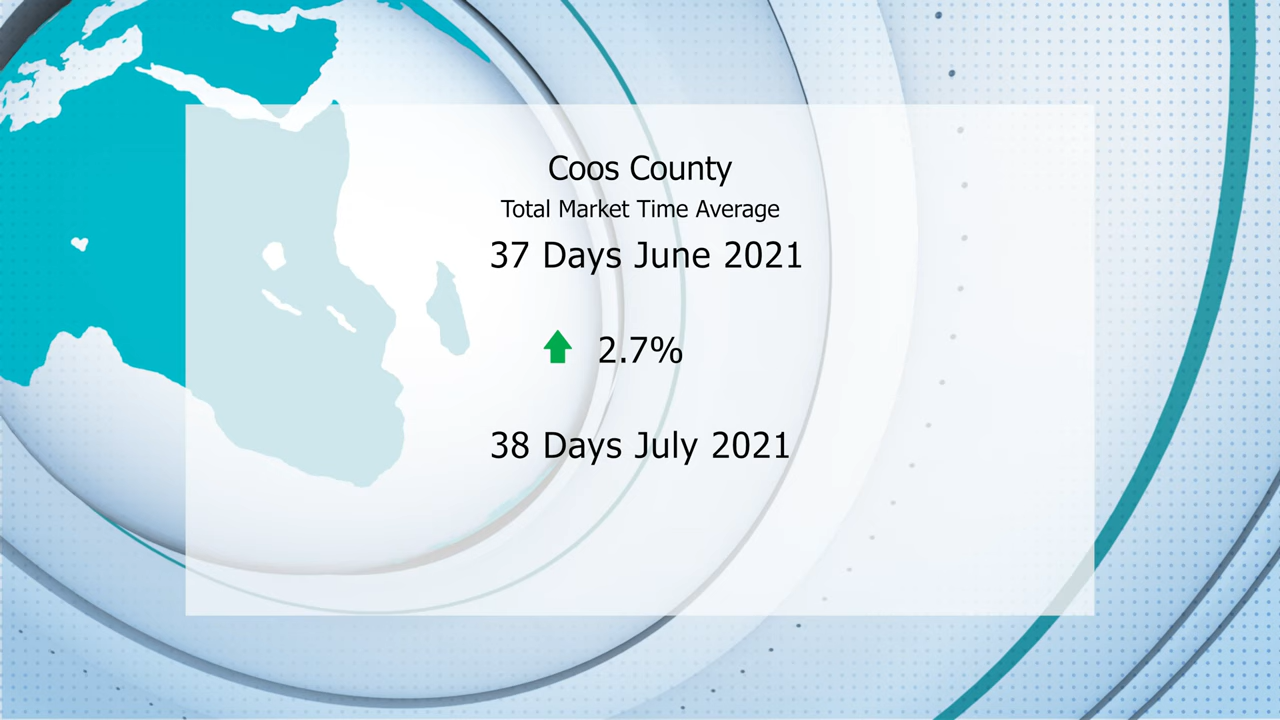 Coos County
Total Market Time Average
37 Days June 2021
2.7%
38 Days July 2021